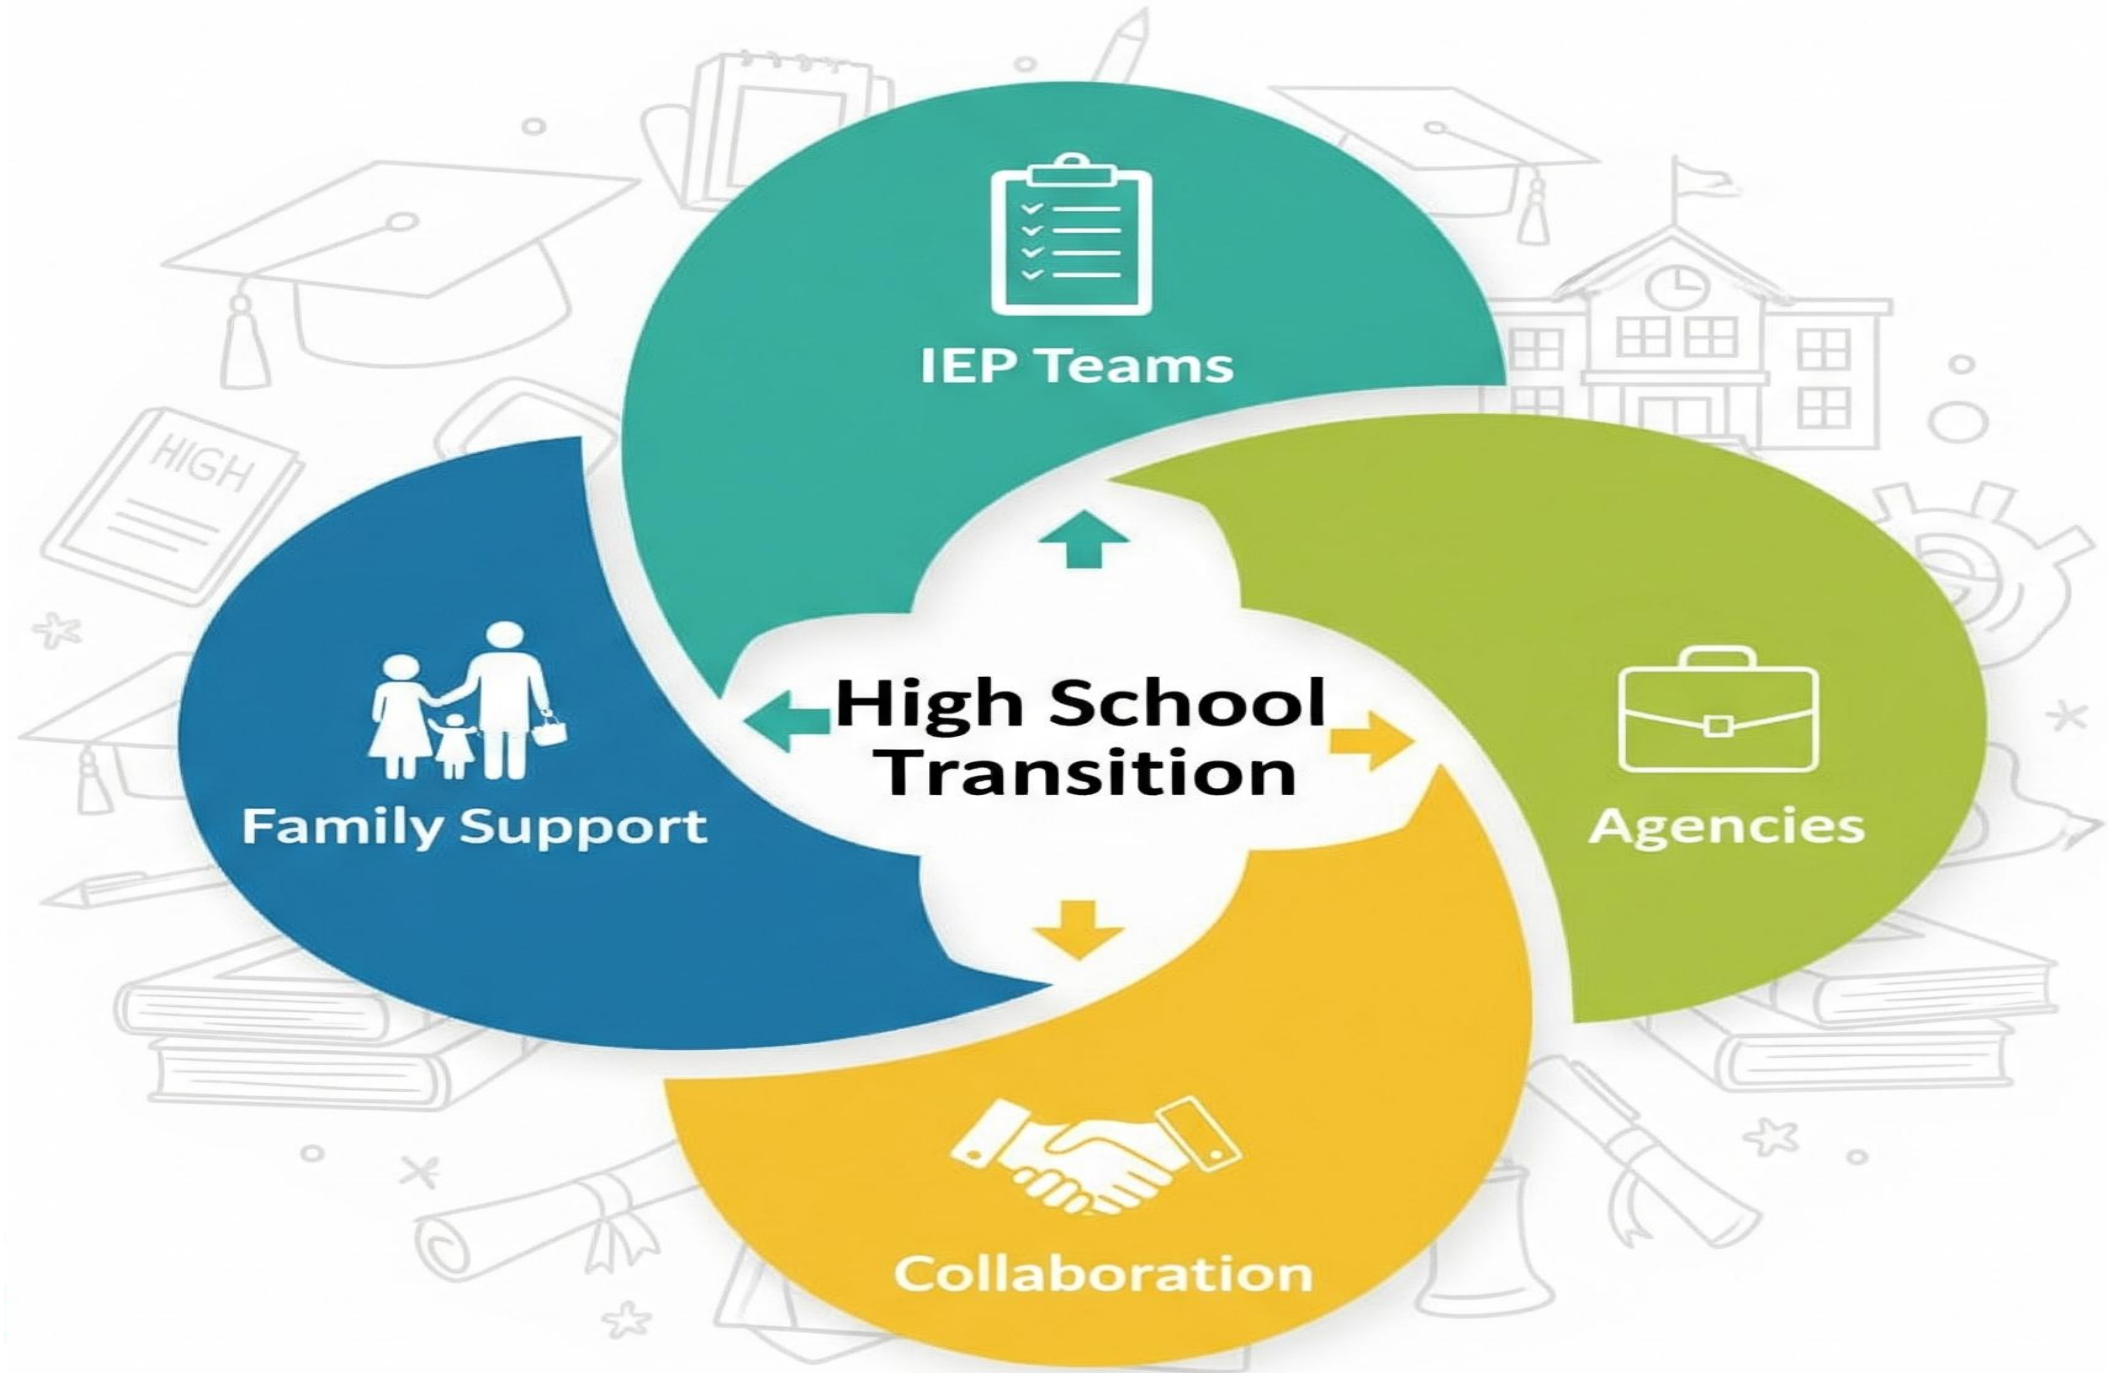 IEP Teams
HIGH
High School
Transition
Family Support
Agencies
Collaboration